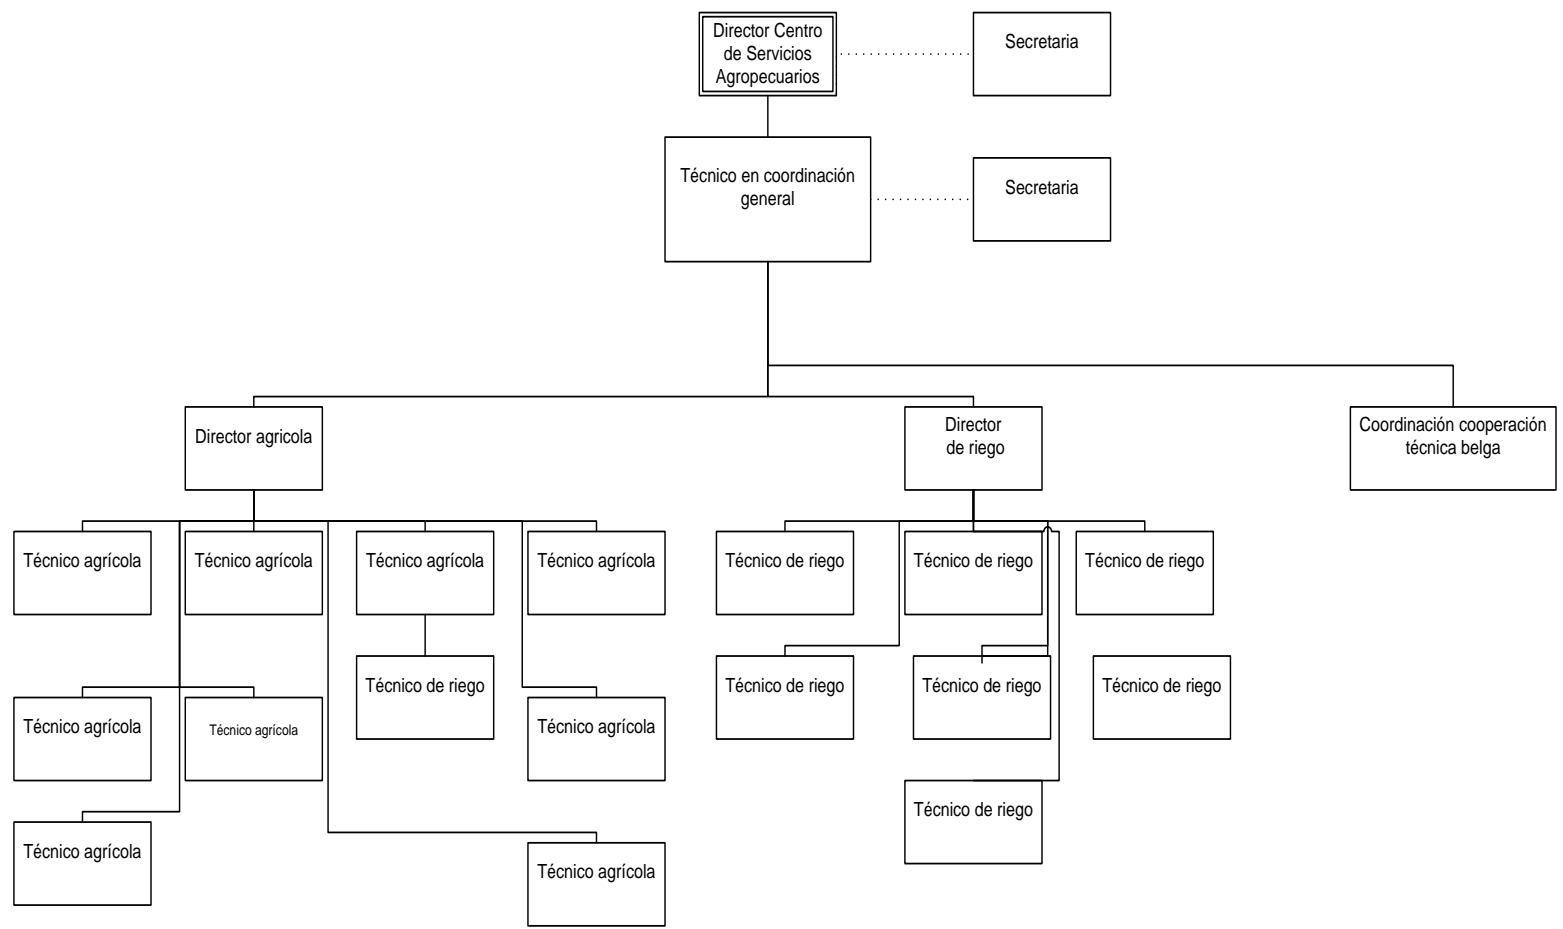 Director Centro
de Servicios
Agropecuarios
Secretaria
Técnico en coordinación
general
Secretaria
Director agricola
Director
de riego
Coordinación cooperación
técnica belga
Técnico agrícola
Técnico agrícola
Técnico agrícola
Técnico agrícola
Técnico de riego
Técnico de riego
Técnico de riego
Técnico de riego
Técnico de riego
Técnico de riego
Técnico de riego
Técnico agrícola
Técnico agrícola
Técnico agrícola
Técnico de riego
Técnico agrícola
Técnico agrícola